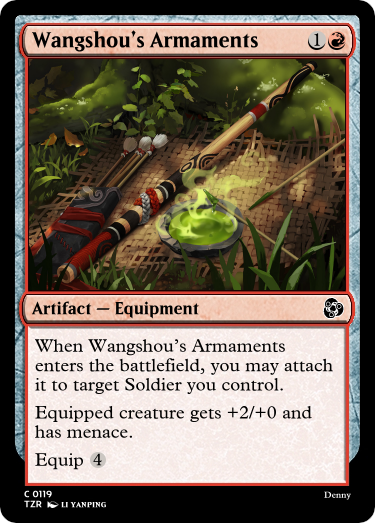 Wangshou's Armaments 1
Artifact — Equipment
When Wangshou's Armaments
enters the battlefield, you may attach
it to target Soldier you control.
Equipped creature gets +2/+0 and
has menace.
Equip 4
C 0119
TZR LI YANPING
Denny